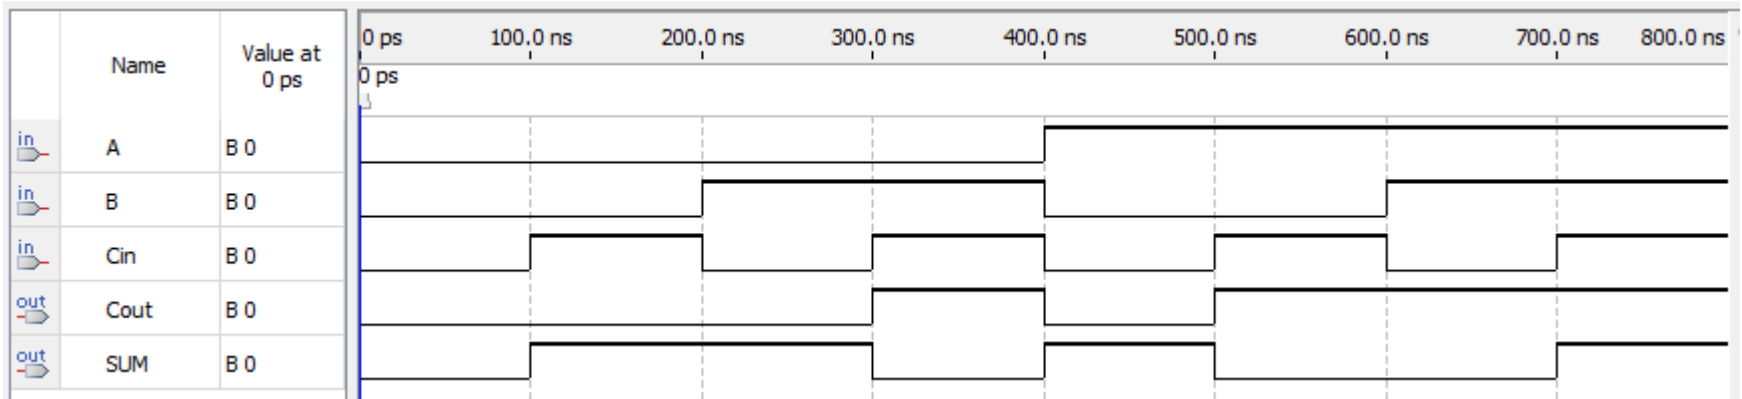 Name Value at 0 ps
0 ps 100.0 ns 200.0 ns 300.0 ns 400.0 ns 500.0 ns 600.0 ns 700.0 ns 800.0 ns
0 ps
in A B 0
in B B 0
in Cin B 0
out Cout B 0
out SUM B 0